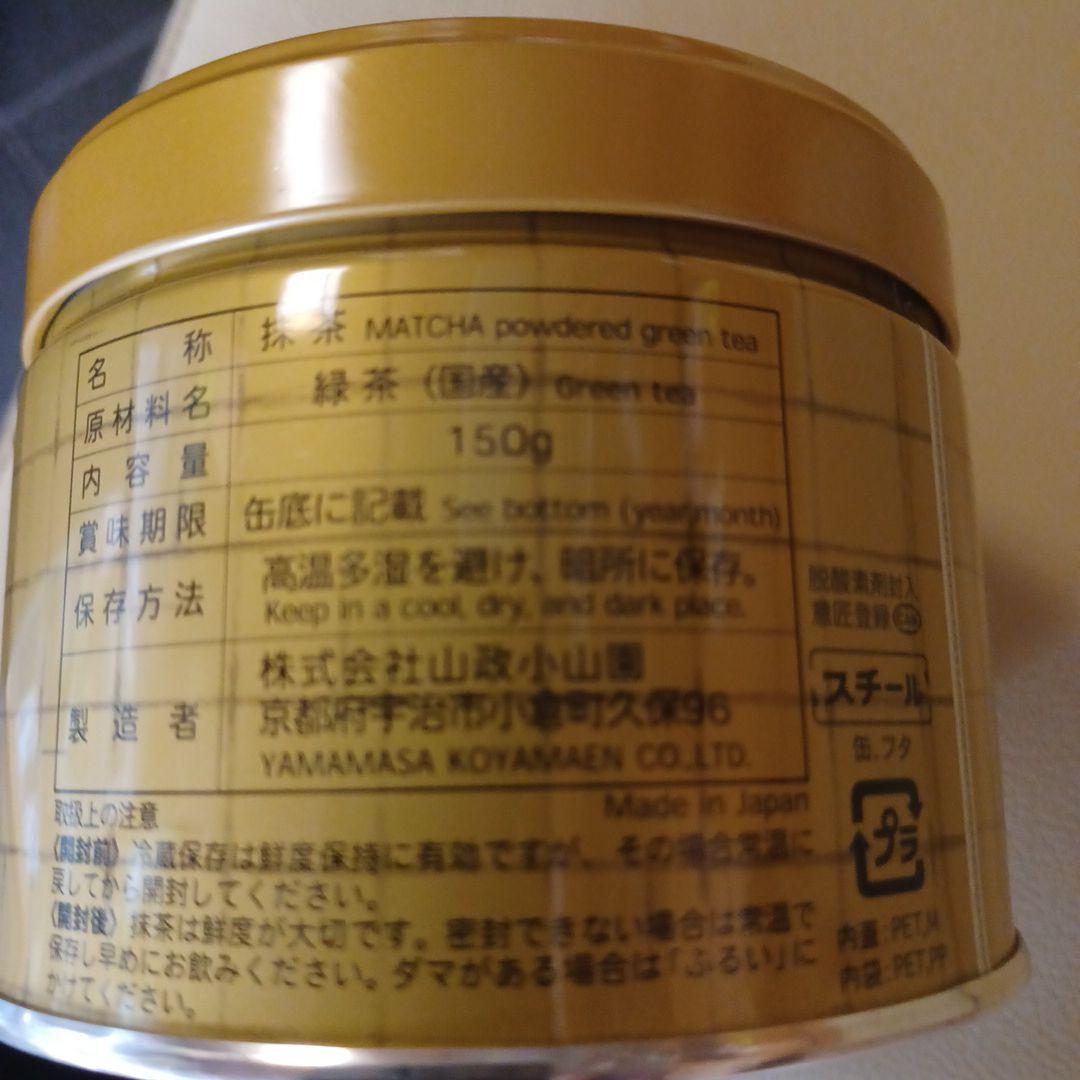 名称 抹茶 MATCHA powdered green tea
原材料名 緑茶(国産) Green tea
内容量 150g
賞味期限 缶底に記載 See bottom (year/month)
保存方法 高温多湿を避け、暗所に保存。
Keep in a cool, dry, and dark place.
製造者 株式会社山政小山園
京都府宇治市小倉町久保96
YAMAMASA KOYAMAEN CO.,LTD.
Made in Japan
取扱上の注意
〈開封前〉冷蔵保存は鮮度保持に有効ですが、その場合常温に
戻してから開封してください。
〈開封後〉抹茶は鮮度が大切です。密封できない場合は常温で
保存し早めにお飲みください。ダマがある場合は「ふるい」に
かけてください。
脱酸素剤封入
意匠登録
スチール
缶、フタ
プラ
内蓋:PET,M
内袋:PET,PP